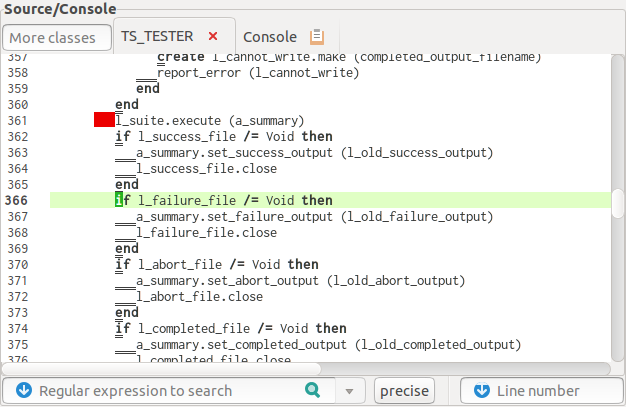 Source/Console
More classes
TS_TESTER
Console
357 create l_cannot_write.make (completed_output_filename)
358 report_error (l_cannot_write)
359 end
360 end
361 l_suite.execute (a_summary)
362 if l_success_file /= Void then
363 a_summary.set_success_output (l_old_success_output)
364 l_success_file.close
365 end
366 if l_failure_file /= Void then
367 a_summary.set_failure_output (l_old_failure_output)
368 l_failure_file.close
369 end
370 if l_abort_file /= Void then
371 a_summary.set_abort_output (l_old_abort_output)
372 l_abort_file.close
373 end
374 if l_completed_file /= Void then
375 a_summary.set_completed_output (l_old_completed_output)
376 l_completed_file.close
Regular expression to search
precise
Line number